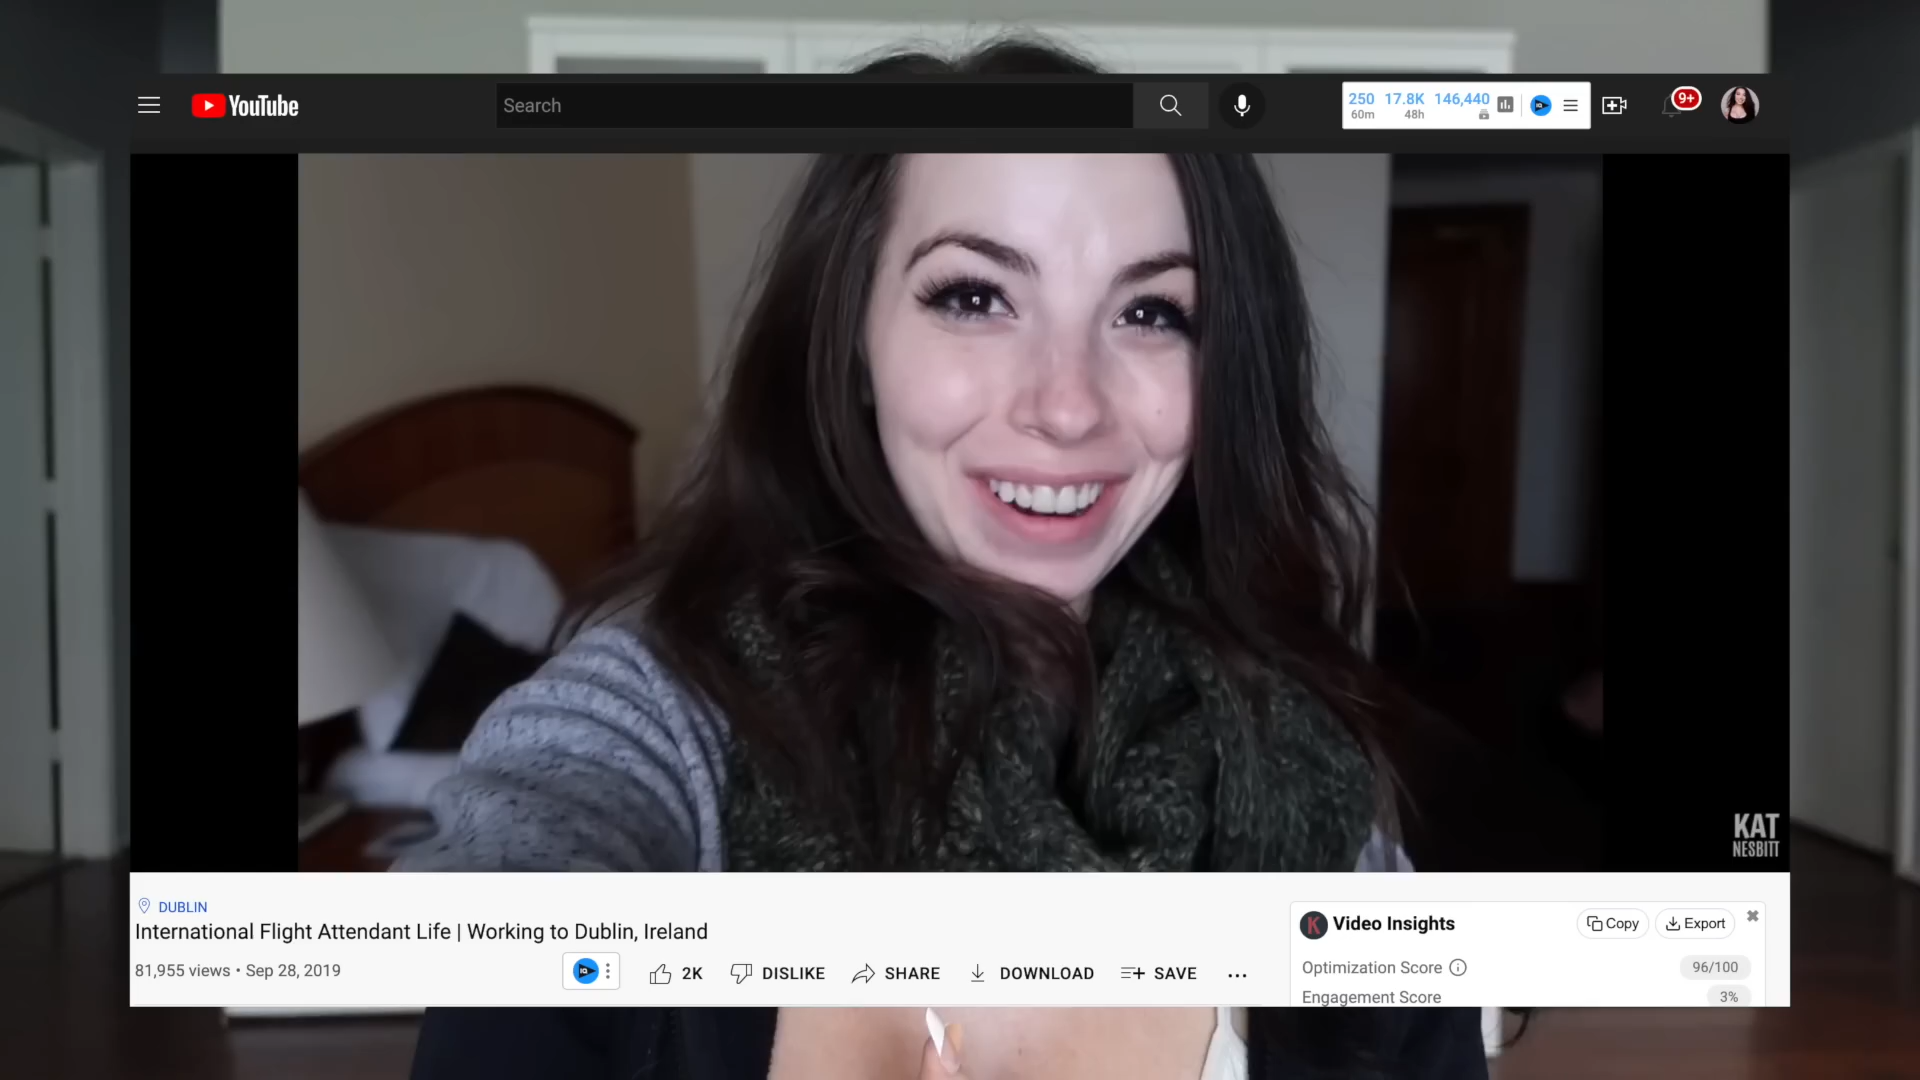 YouTube
Search
250 17.8K 146,440
60m 48h
9+
KAT
NESBITT
DUBLIN
International Flight Attendant Life | Working to Dublin, Ireland
81,955 views • Sep 28, 2019
IQ
2K DISLIKE SHARE DOWNLOAD SAVE ...
K Video Insights Copy Export
Optimization Score 96/100
Engagement Score 3%